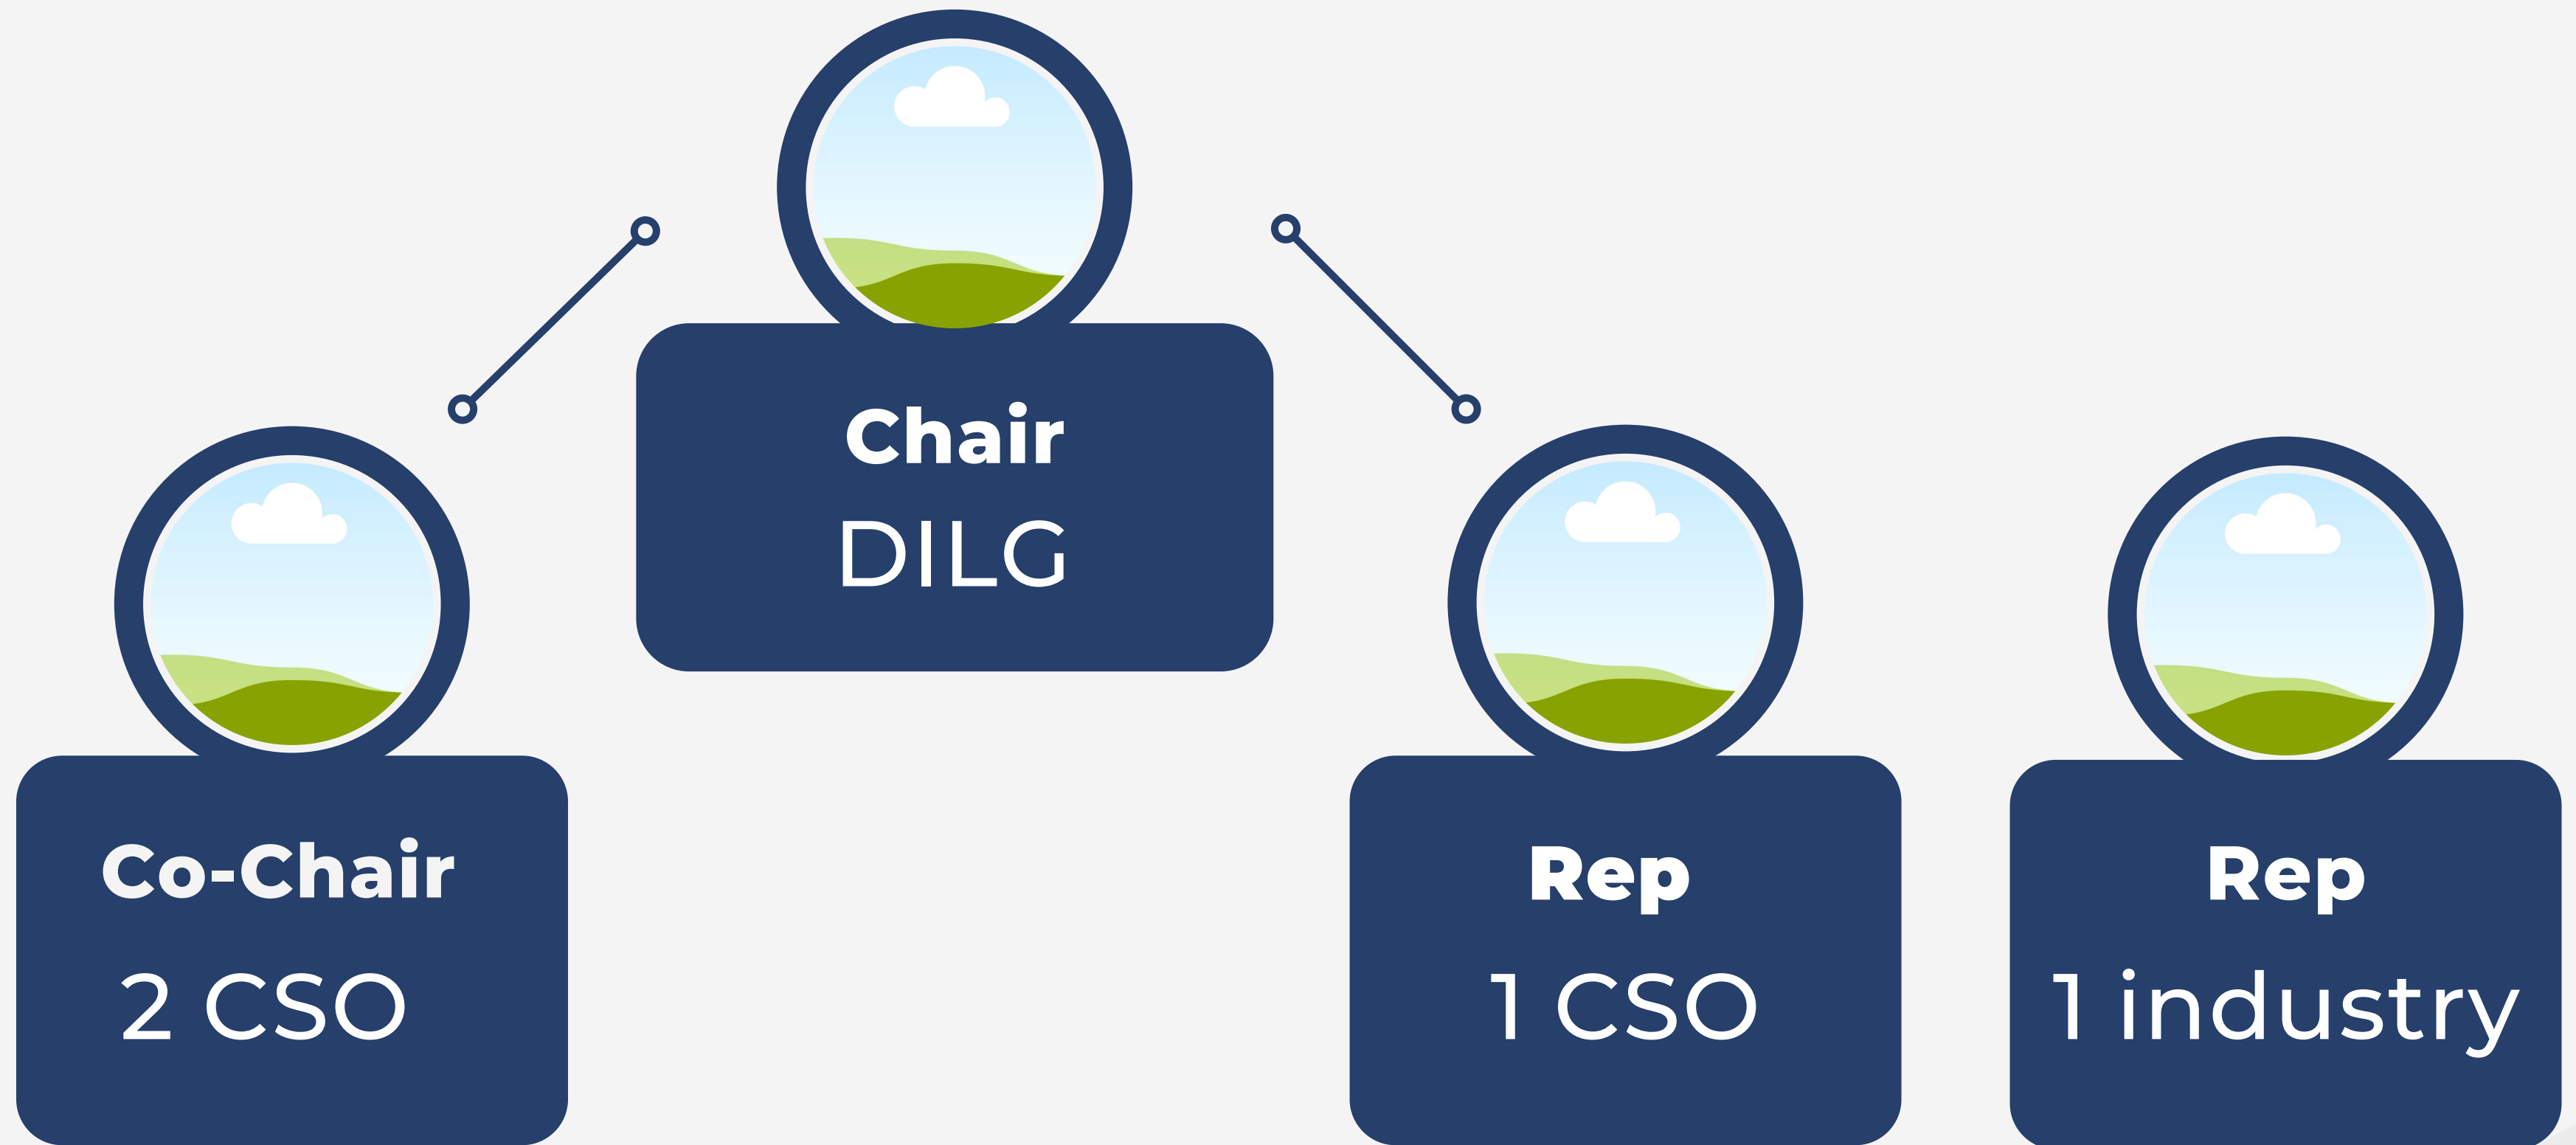 Chair
DILG
Co-Chair
2 CSO
Rep
1 CSO
Rep
1 industry